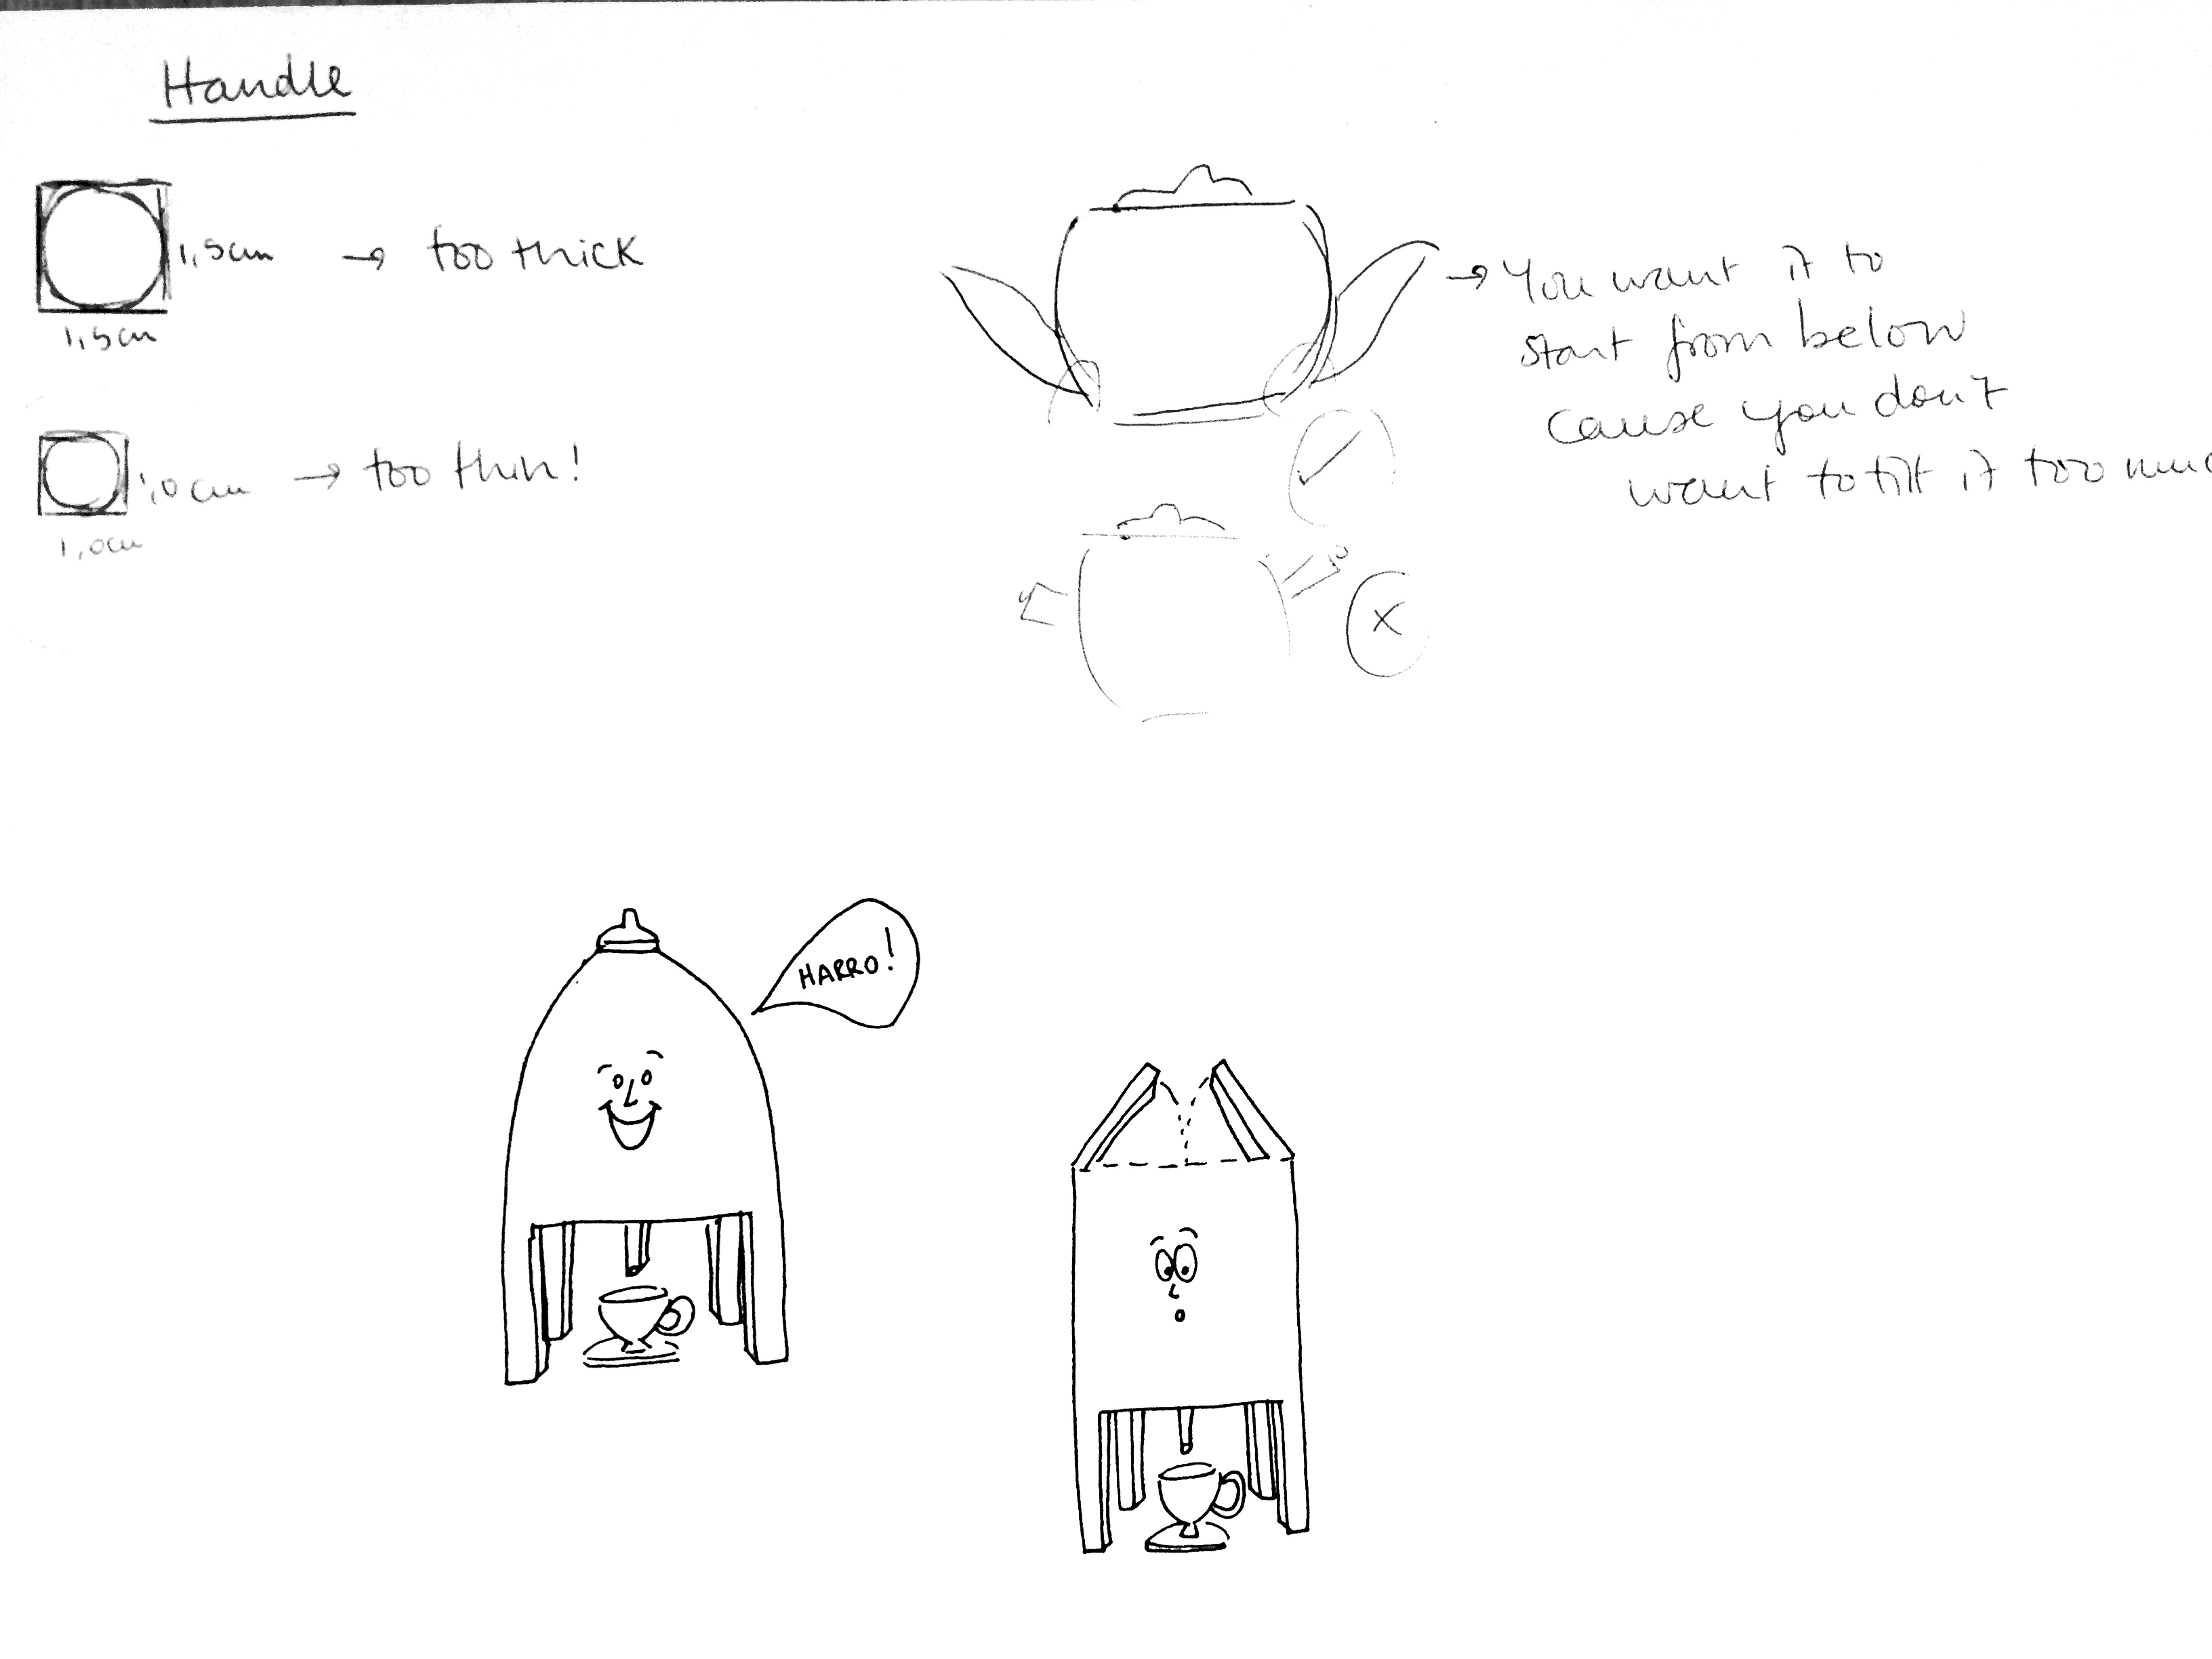 Handle
1,5cm → too thick
1,5cm
1,0cm → too thin!
1,0cm
→ You want it to
start from below
cause you don't
want to tilt it too
HARRO!